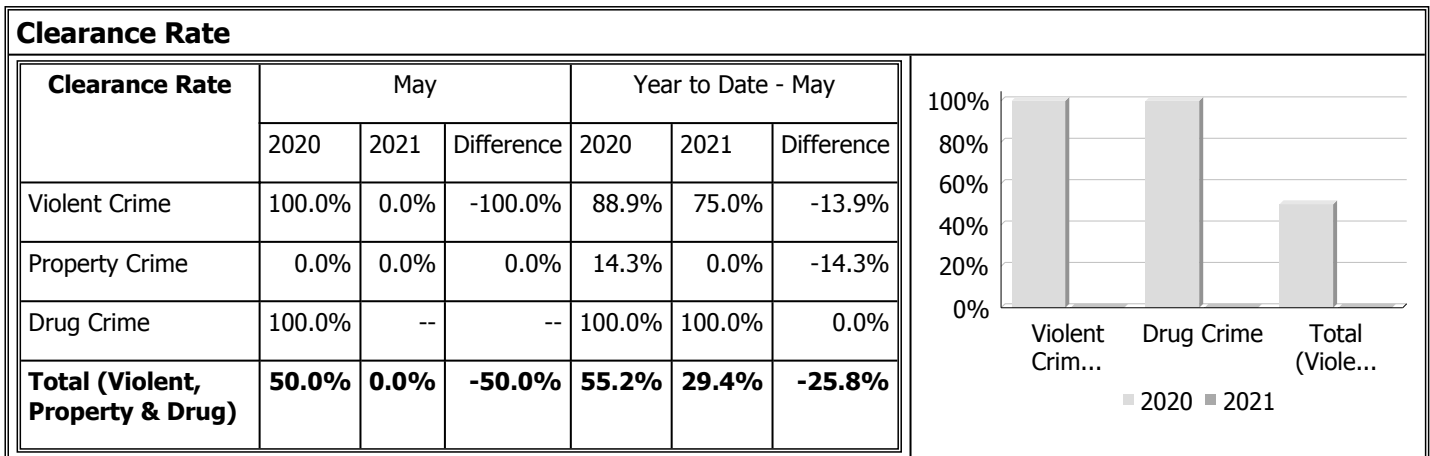 Clearance Rate
Clearance Rate May Year to Date - May
2020 2021 Difference 2020 2021 Difference
Violent Crime 100.0% 0.0% -100.0% 88.9% 75.0% -13.9%
Property Crime 0.0% 0.0% 0.0% 14.3% 0.0% -14.3%
Drug Crime 100.0% -- -- 100.0% 100.0% 0.0%
Total (Violent, 50.0% 0.0% -50.0% 55.2% 29.4% -25.8%
Property & Drug)
100%
80%
60%
40%
20%
0%
Violent Drug Crime Total
Crim... (Viole...
2020 2021